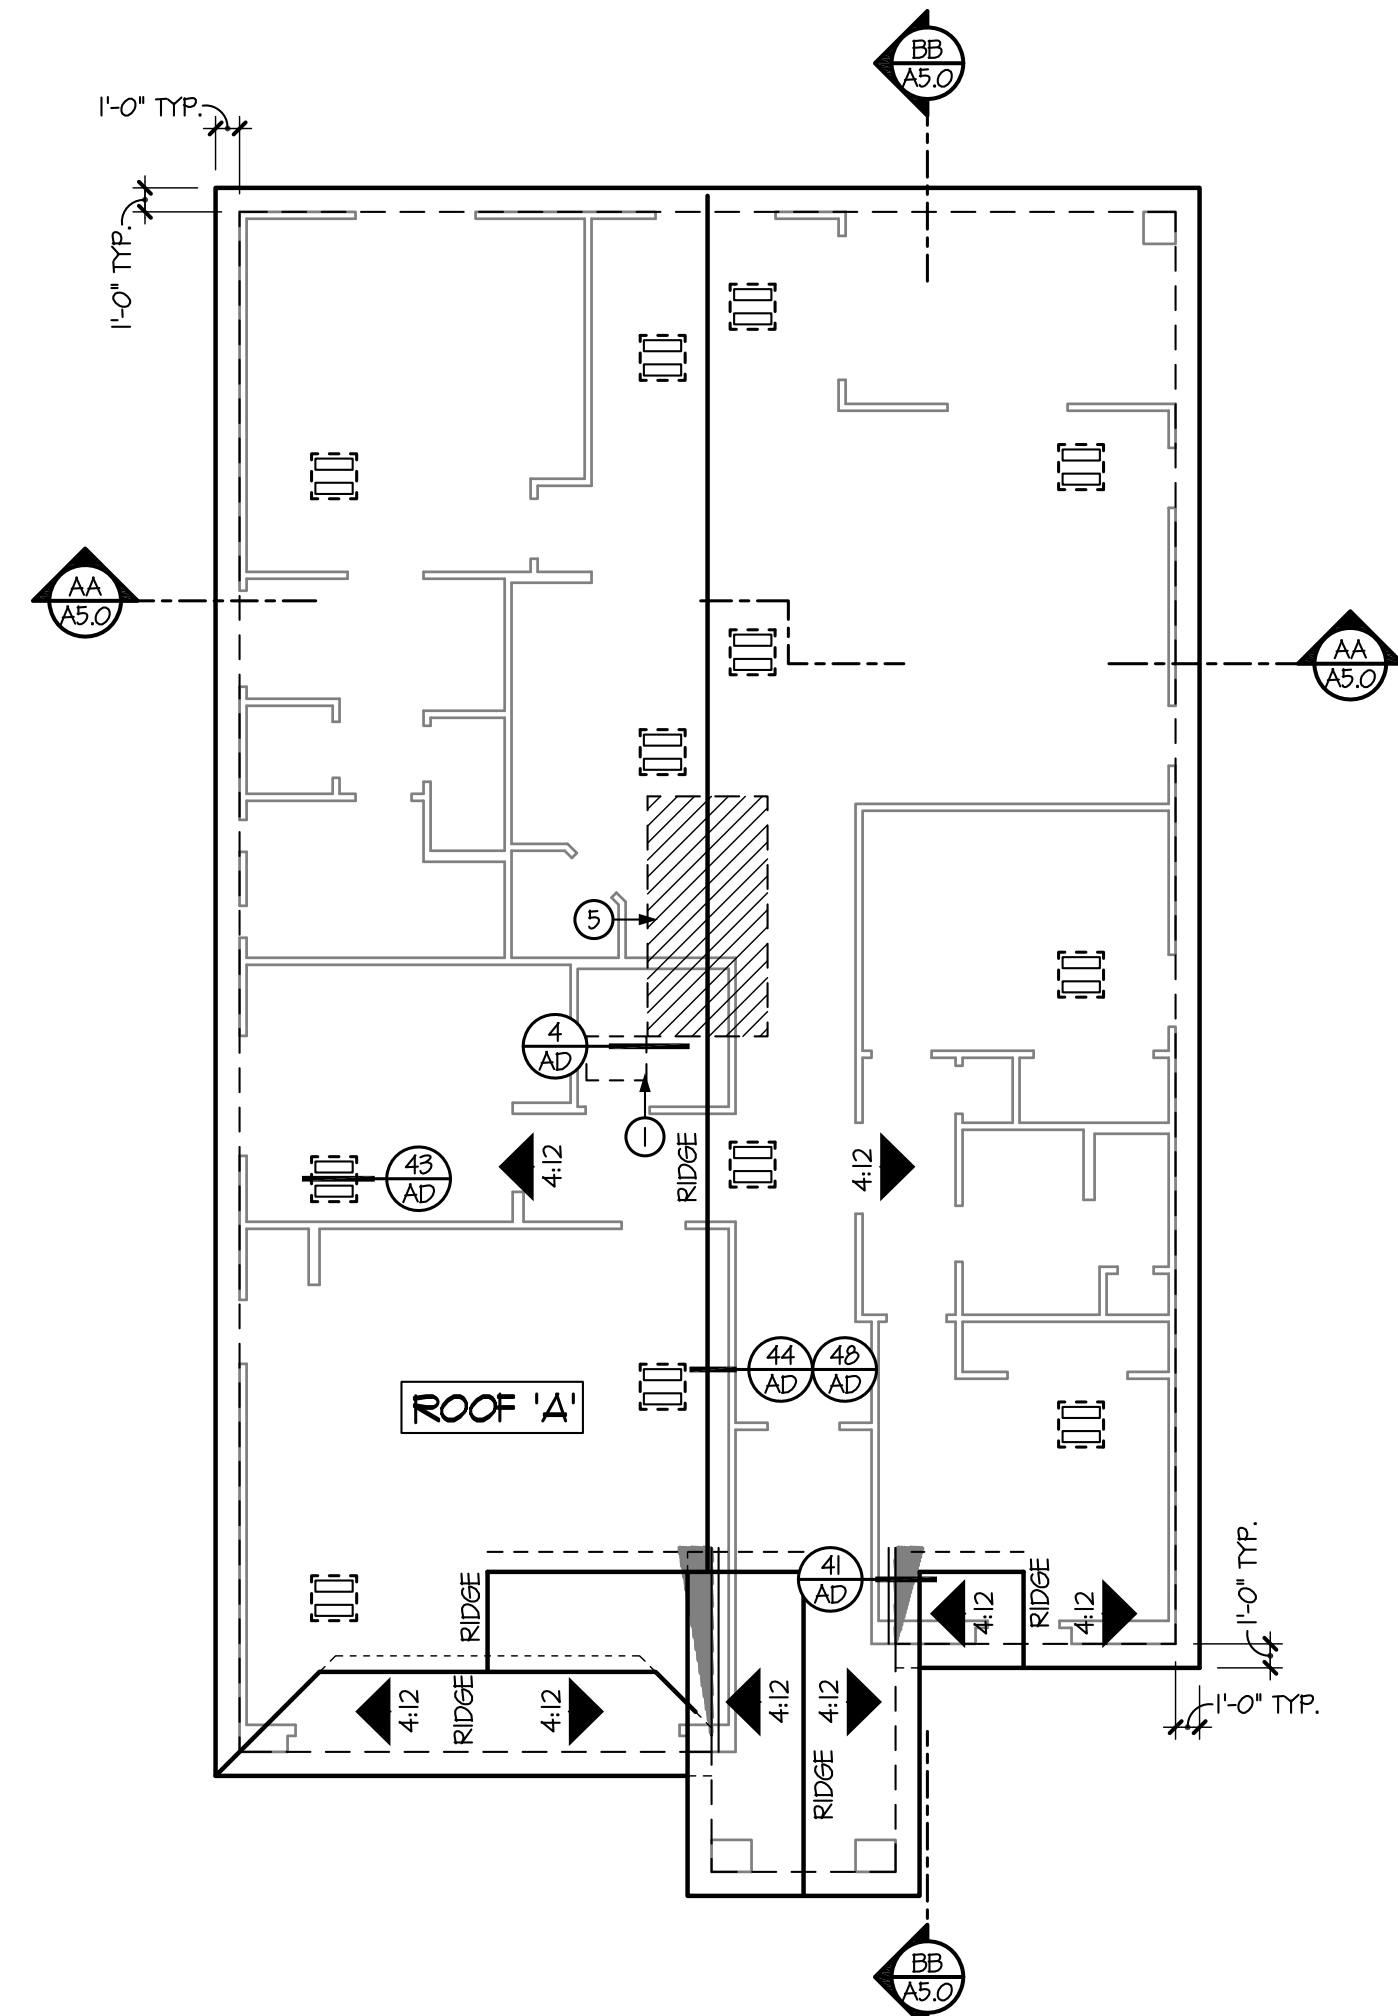 BB
A5.0
1'-0" TYP.
1'-0" TYP.
AA
A5.0
AA
A5.0
5
4
AD
1
43
AD
4:12
RIDGE
4:12
44
AD
48
AD
ROOF 'A'
41
AD
RIDGE
4:12
RIDGE
4:12
1'-0" TYP.
4:12
RIDGE
4:12
4:12
4:12
RIDGE
1'-0" TYP.
BB
A5.0